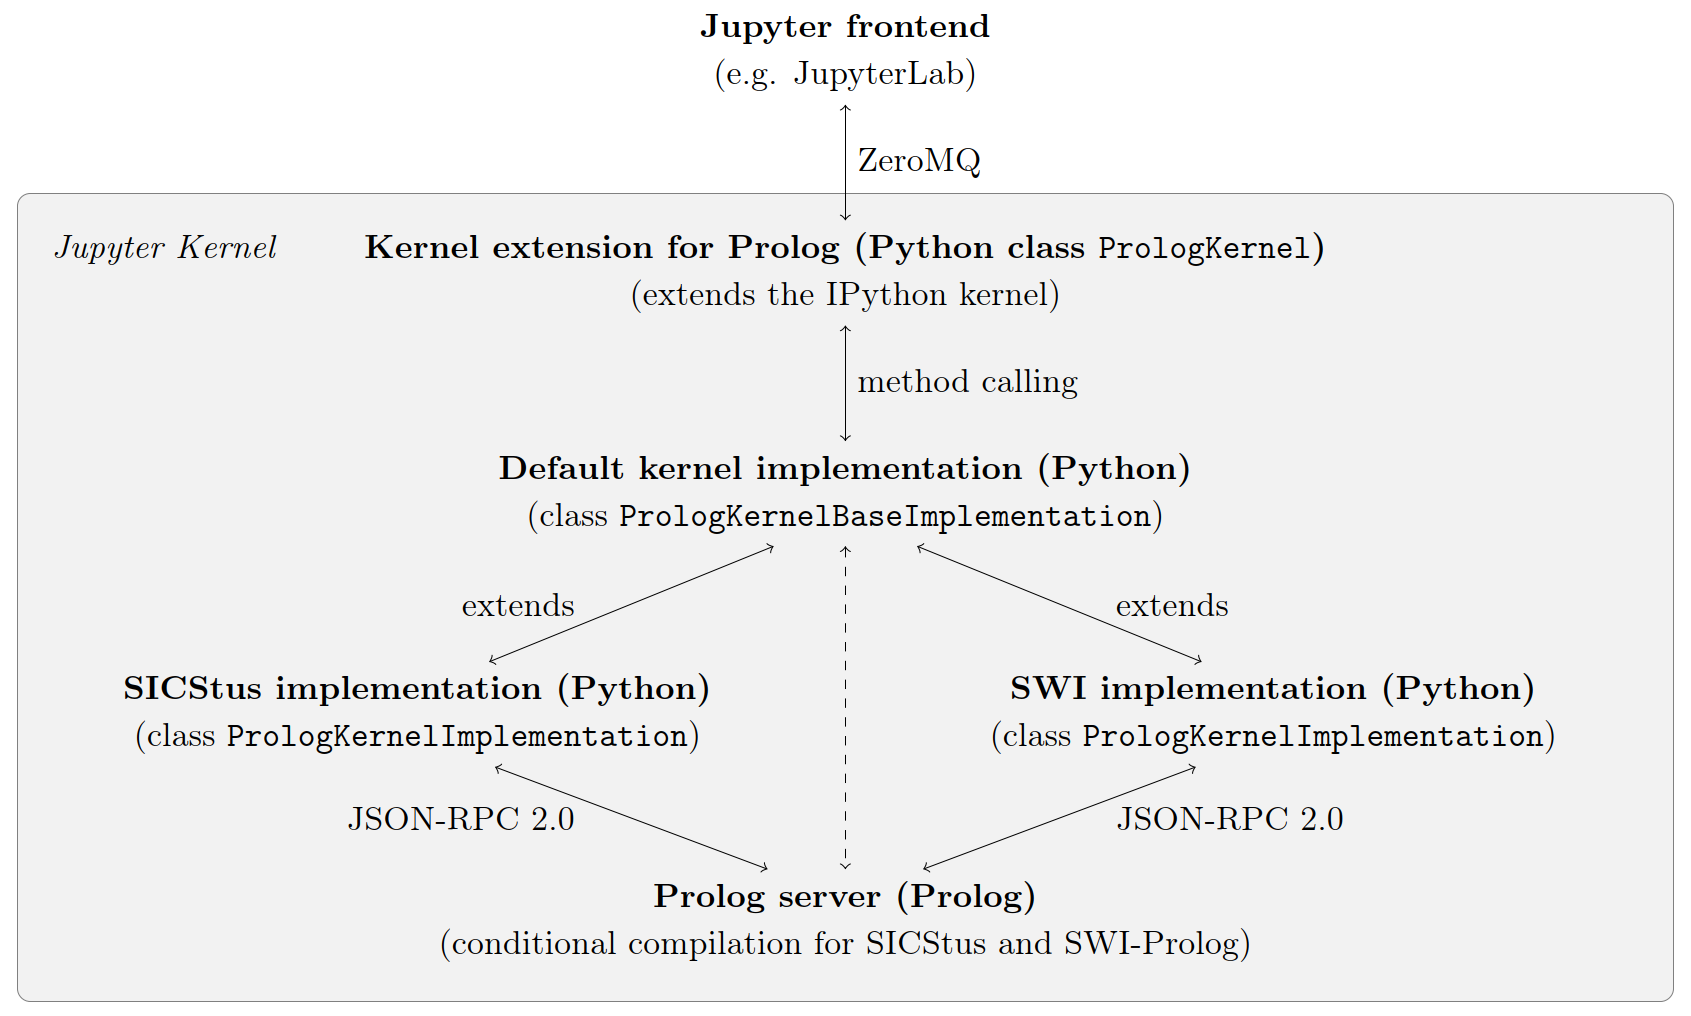 Jupyter frontend
(e.g. JupyterLab)
ZeroMQ
Jupyter Kernel
Kernel extension for Prolog (Python class PrologKernel)
(extends the IPython kernel)
method calling
Default kernel implementation (Python)
(class PrologKernelBaseImplementation)
extends
extends
SICStus implementation (Python)
(class PrologKernelImplementation)
SWI implementation (Python)
(class PrologKernelImplementation)
JSON-RPC 2.0
JSON-RPC 2.0
Prolog server (Prolog)
(conditional compilation for SICStus and SWI-Prolog)